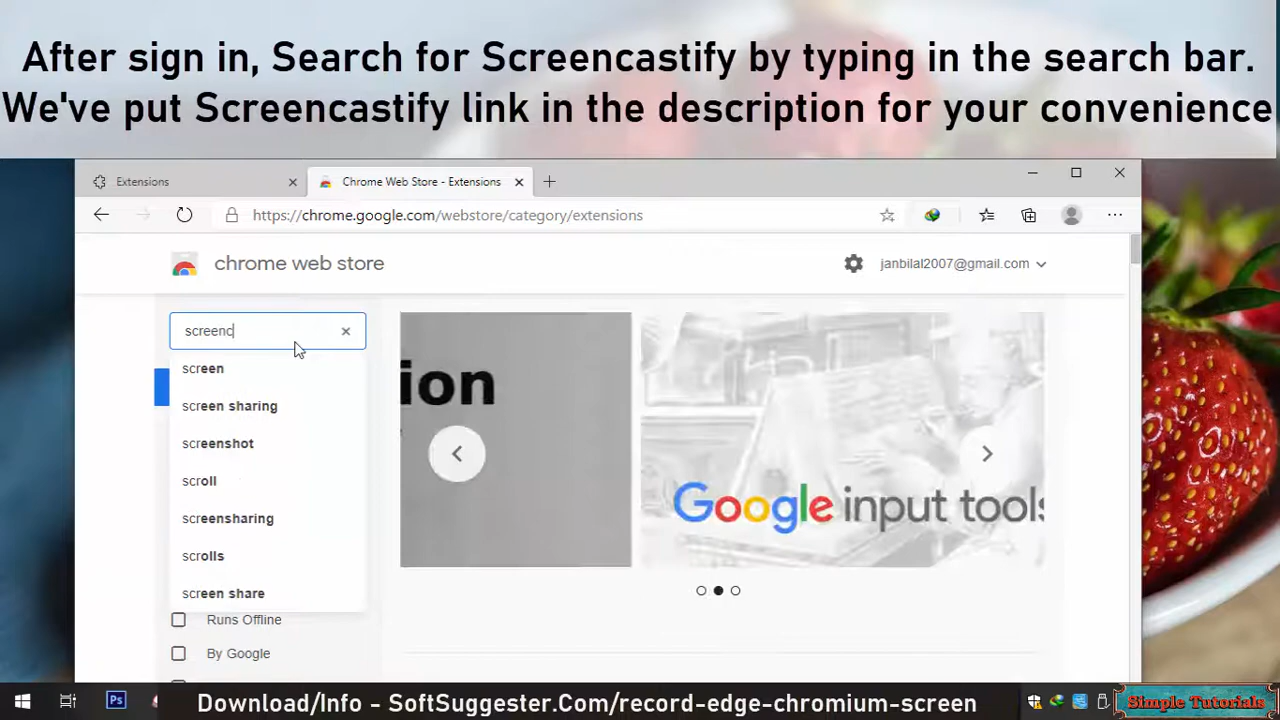 After sign in, Search for Screencastify by typing in the search bar.
We've put Screencastify link in the description for your convenience
Extensions
Chrome Web Store - Extensions
https://chrome.google.com/webstore/category/extensions
chrome web store
janbilal2007@gmail.com
screenc
screen
screen sharing
screenshot
scroll
screensharing
scrolls
screen share
Runs Offline
By Google
ion
Google input tools
Ps
Download/Info - SoftSuggester.Com/record-edge-chromium-screen
Simple Tutorials